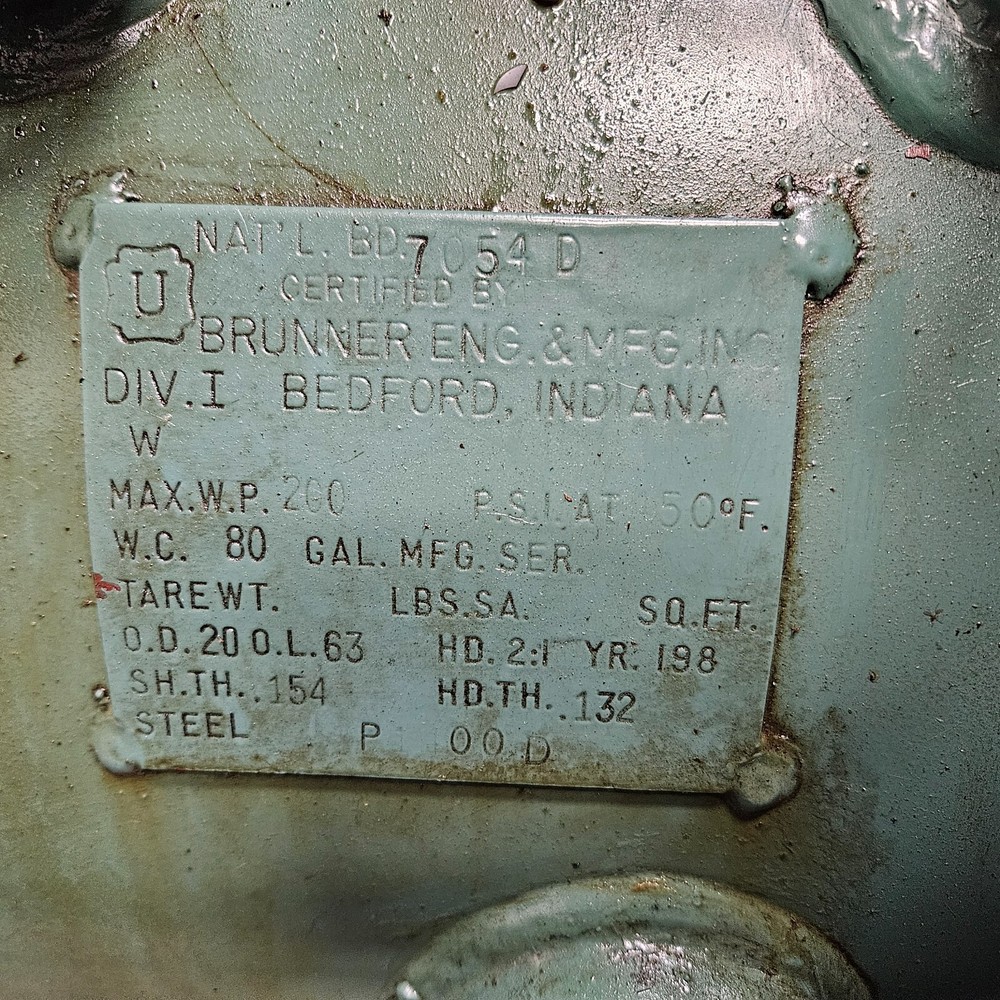 NAT'L. BD. D
U
CERTIFIED BY
BRUNNER ENG. & MFG. INC.
DIV. I BEDFORD, INDIANA
W
MAX. W.P. 200 P.S.I. AT, °F.
W.C. 80 GAL. MFG. SER.
TARE WT. LBS. SA. SQ. FT.
O.D. 20 O.L. 63 HD. 2:1 YR. 198
SH. TH. .154 HD. TH. .132
STEEL P 00 D